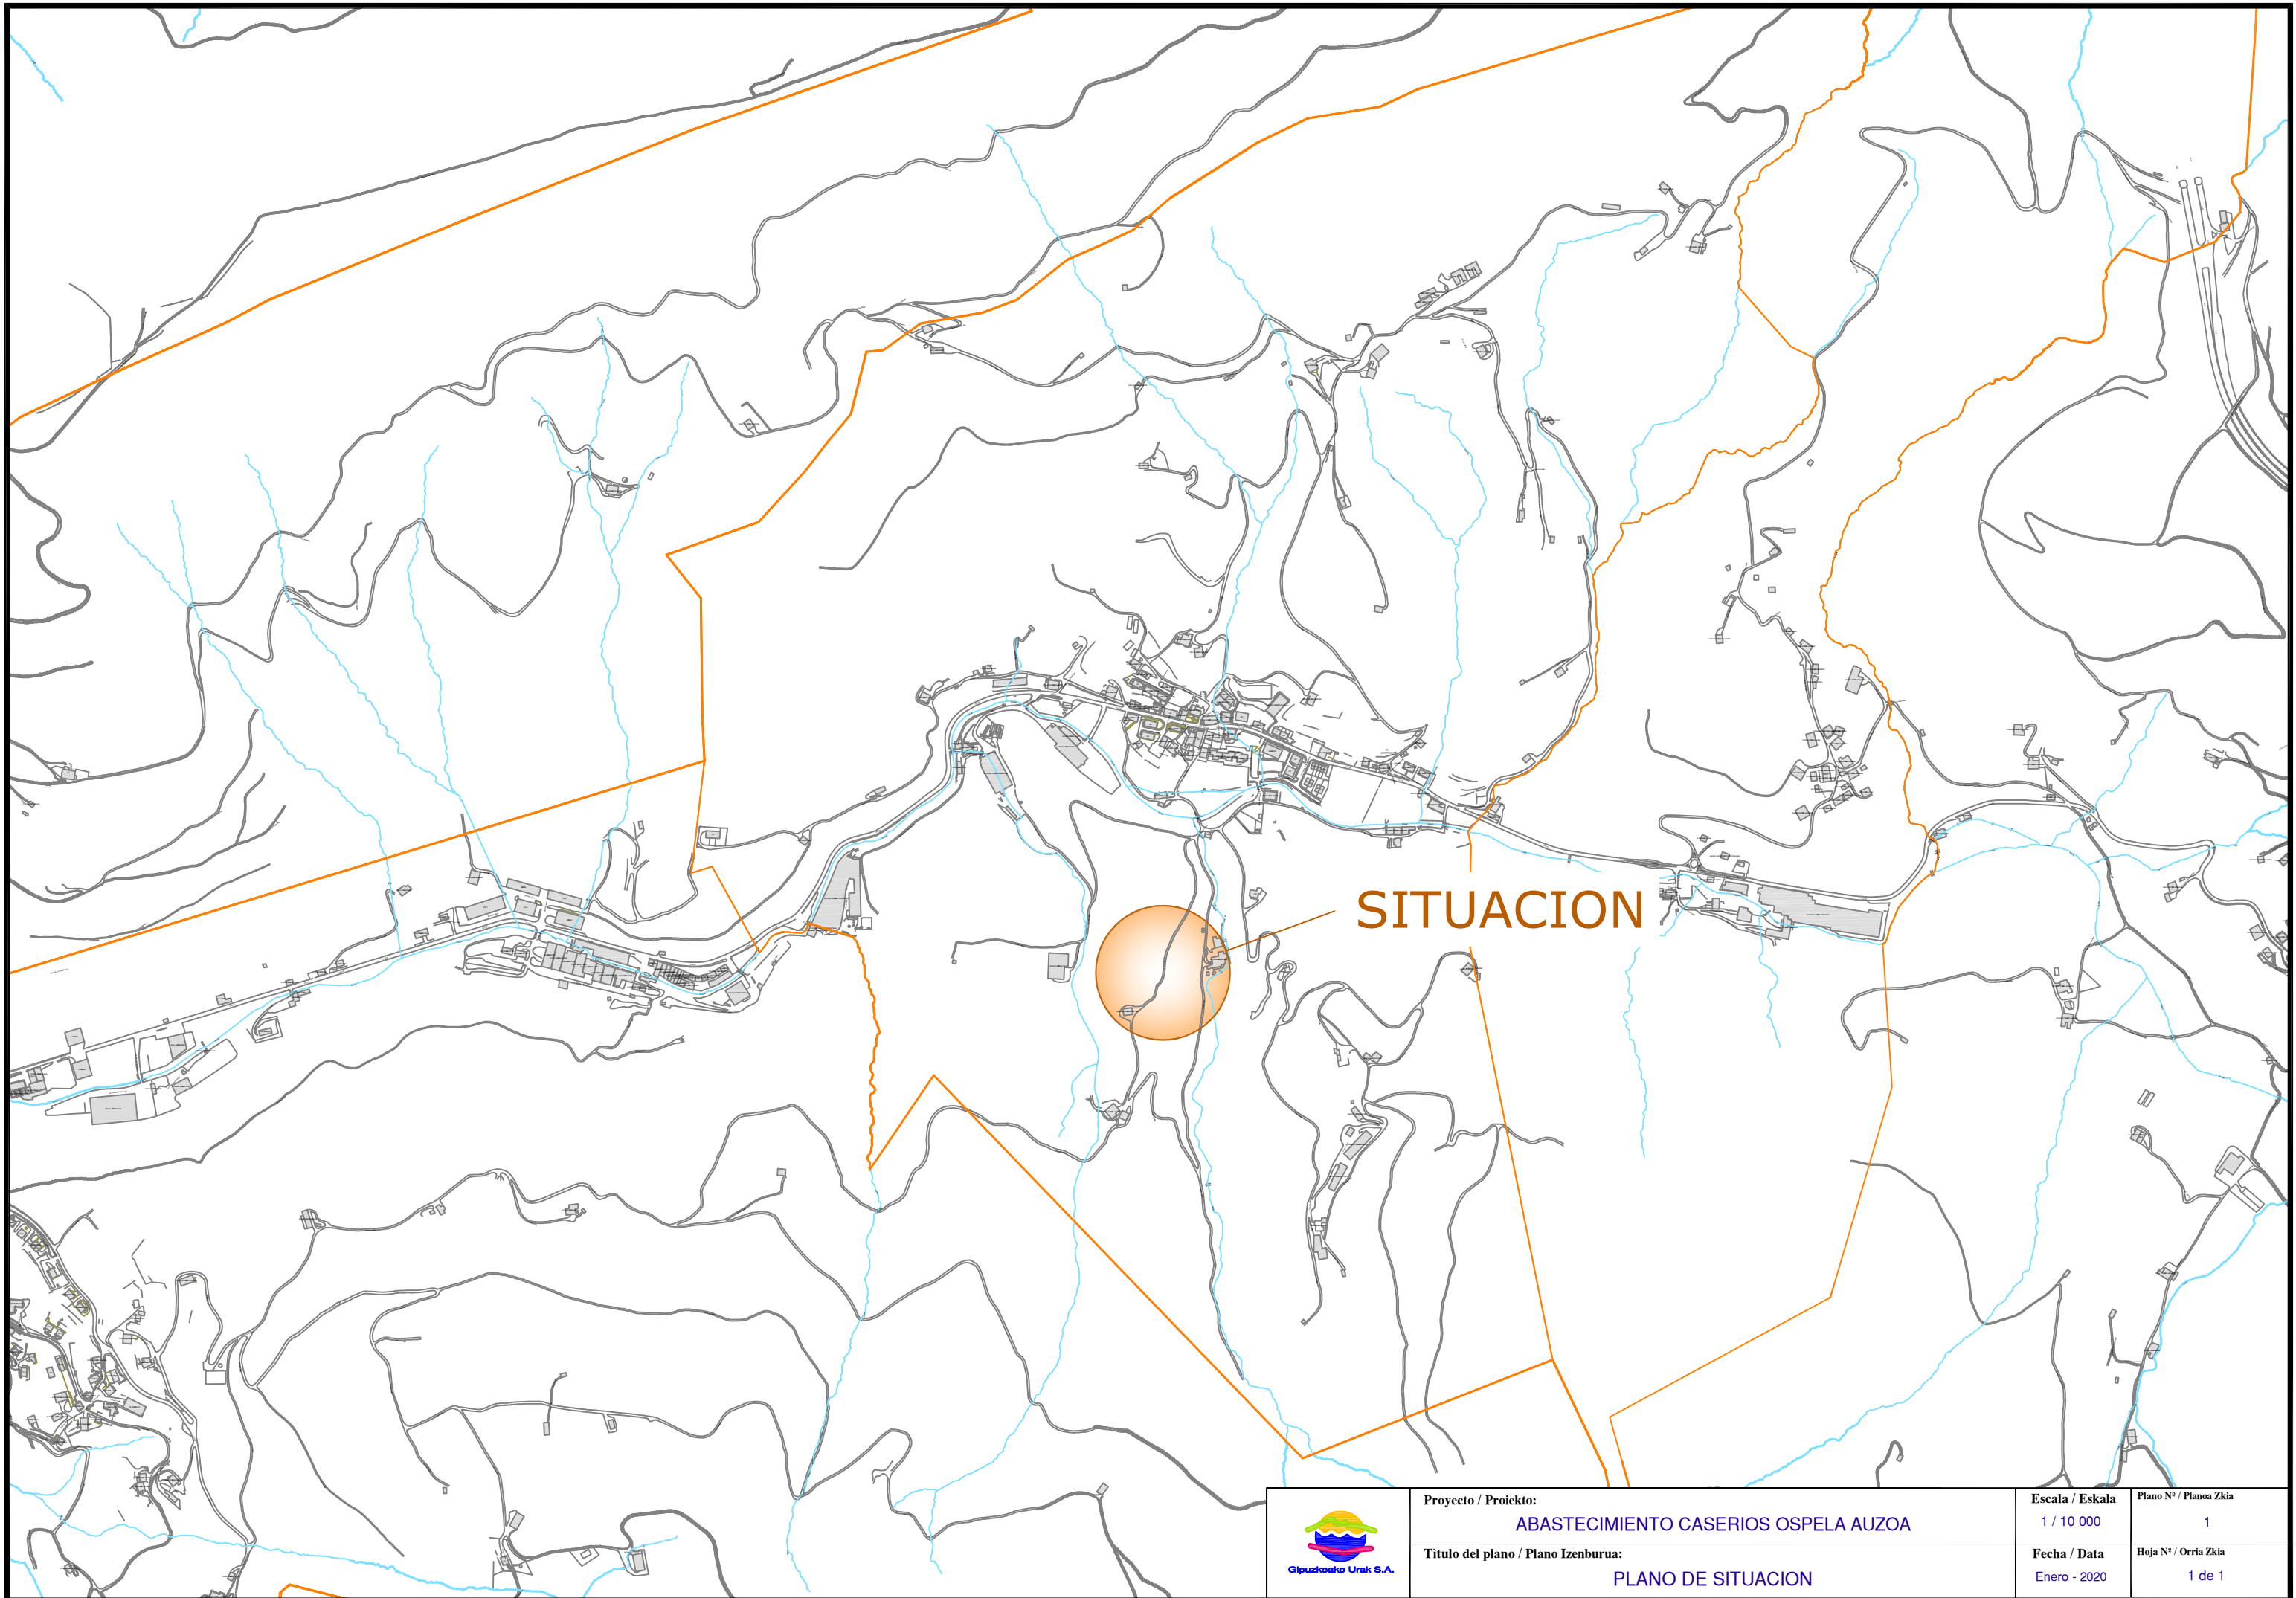 SITUACION
Gipuzkoako Urak S.A.
Proyecto / Proiekto:
ABASTECIMIENTO CASERIOS OSPELA AUZOA
Titulo del plano / Plano Izenburua:
PLANO DE SITUACION
Escala / Eskala
1 / 10 000
Fecha / Data
Enero - 2020
Plano Nº / Planoa Zkia
1
Hoja Nº / Orria Zkia
1 de 1